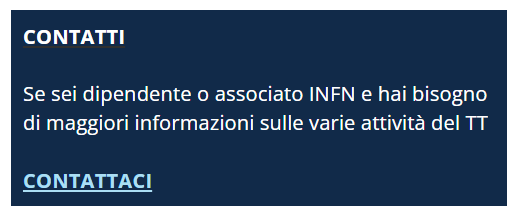 CONTATTI
Se sei dipendente o associato INFN e hai bisogno
di maggiori informazioni sulle varie attività del TT
CONTATTACI